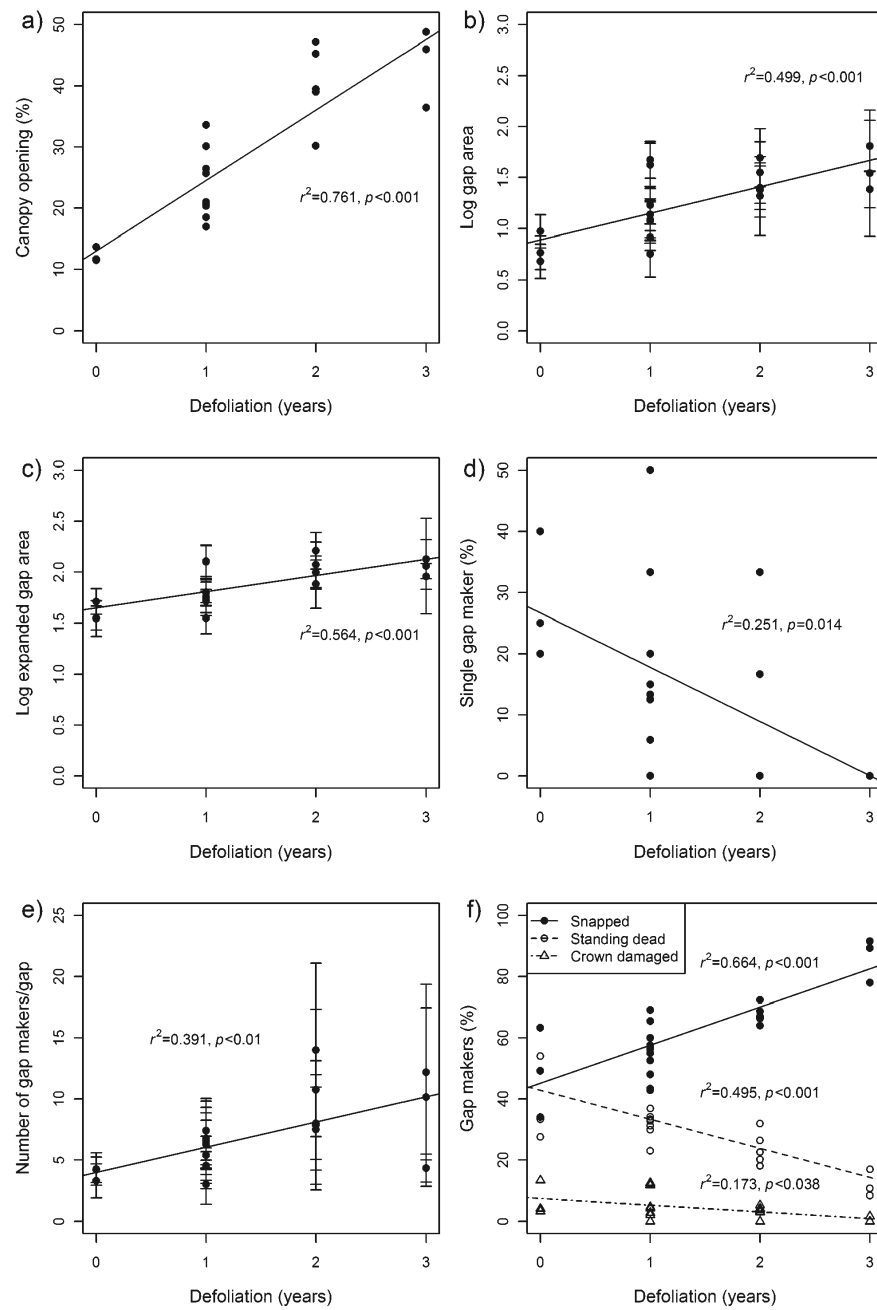 a)
Canopy opening (%)
50
40
30
20
10
0
r²=0.761, p<0.001
0 1 2 3
Defoliation (years)
b)
Log gap area
3.0
2.5
2.0
1.5
1.0
0.5
0.0
r²=0.499, p<0.001
0 1 2 3
Defoliation (years)
c)
Log expanded gap area
3.0
2.5
2.0
1.5
1.0
0.5
0.0
r²=0.564, p<0.001
0 1 2 3
Defoliation (years)
d)
Single gap maker (%)
50
40
30
20
10
0
r²=0.251, p=0.014
0 1 2 3
Defoliation (years)
e)
Number of gap makers/gap
25
20
15
10
5
0
r²=0.391, p<0.01
0 1 2 3
Defoliation (years)
f)
Gap makers (%)
100
80
60
40
20
0
Snapped
Standing dead
Crown damaged
r²=0.664, p<0.001
r²=0.495, p<0.001
r²=0.173, p<0.038
0 1 2 3
Defoliation (years)